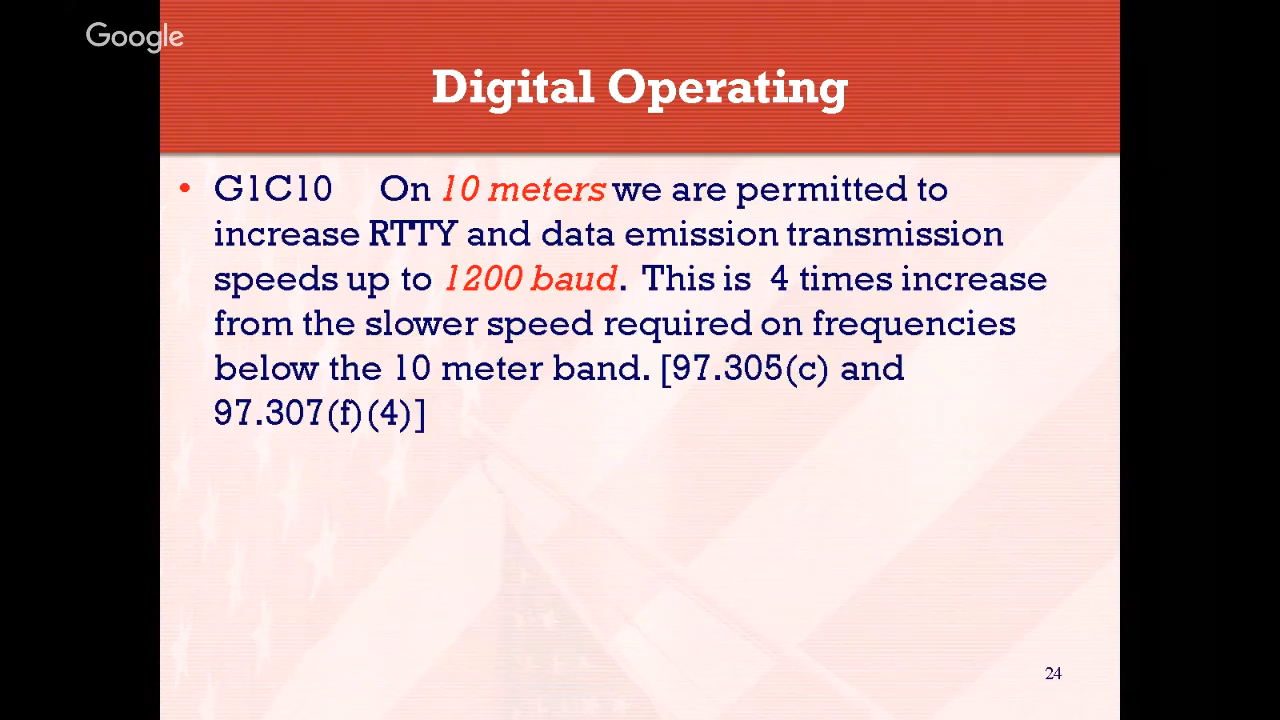 Google
Digital Operating
• G1C10 On 10 meters we are permitted to
increase RTTY and data emission transmission
speeds up to 1200 baud. This is 4 times increase
from the slower speed required on frequencies
below the 10 meter band. [97.305(c) and
97.307(f)(4)]
24